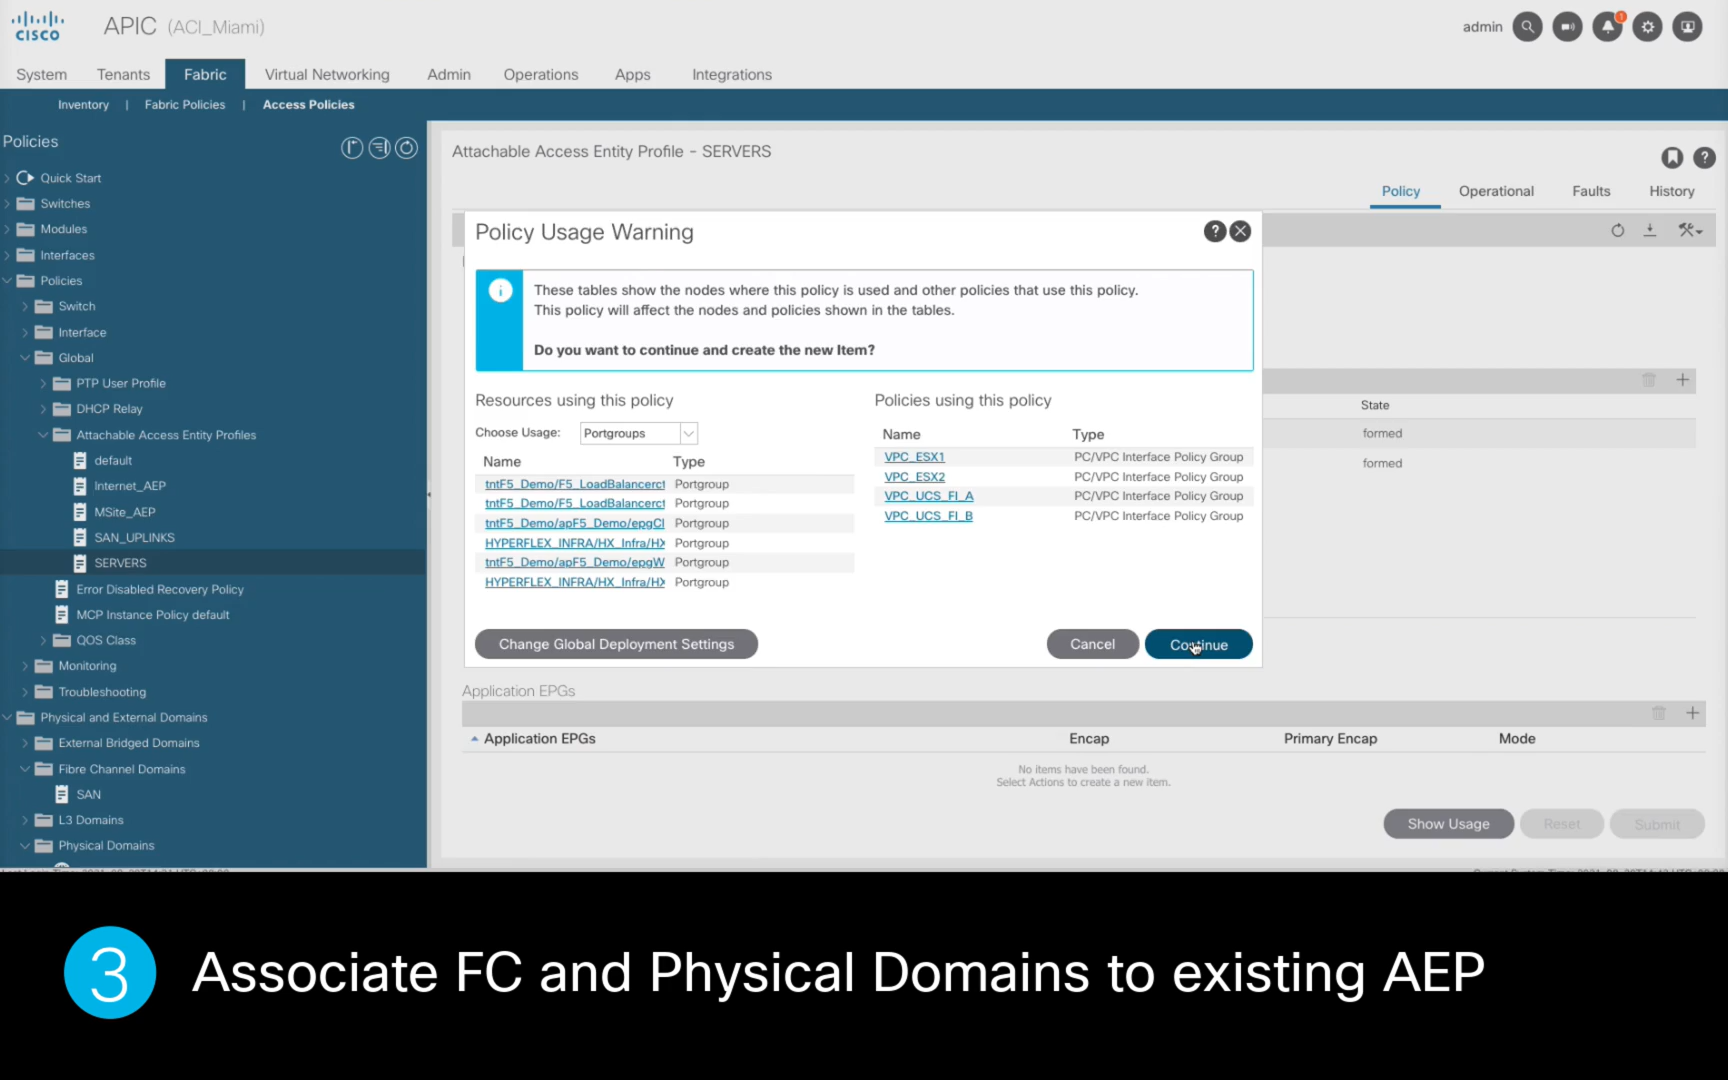 CISCO
APIC (ACI_Miami)
admin
1
System Tenants Fabric Virtual Networking Admin Operations Apps Integrations
Inventory | Fabric Policies | Access Policies
Policies
Quick Start
Switches
Modules
Interfaces
Policies
Switch
Interface
Global
PTP User Profile
DHCP Relay
Attachable Access Entity Profiles
default
Internet_AEP
MSite_AEP
SAN_UPLINKS
SERVERS
Error Disabled Recovery Policy
MCP Instance Policy default
QOS Class
Monitoring
Troubleshooting
Physical and External Domains
External Bridged Domains
Fibre Channel Domains
SAN
L3 Domains
Physical Domains
Attachable Access Entity Profile - SERVERS
Policy Operational Faults History
Policy Usage Warning
These tables show the nodes where this policy is used and other policies that use this policy.
This policy will affect the nodes and policies shown in the tables.
Do you want to continue and create the new Item?
Resources using this policy
Choose Usage: Portgroups
Name Type
tntF5_Demo/F5_LoadBalancerct Portgroup
tntF5_Demo/F5_LoadBalancerct Portgroup
tntF5_Demo/apF5_Demo/epgCl Portgroup
HYPERFLEX_INFRA/HX_Infra/HX Portgroup
tntF5_Demo/apF5_Demo/epgW Portgroup
HYPERFLEX_INFRA/HX_Infra/HX Portgroup
Policies using this policy
Name Type
VPC_ESX1 PC/VPC Interface Policy Group
VPC_ESX2 PC/VPC Interface Policy Group
VPC_UCS_FI_A PC/VPC Interface Policy Group
VPC_UCS_FI_B PC/VPC Interface Policy Group
Change Global Deployment Settings Cancel Continue
State
formed
formed
Application EPGs
Application EPGs Encap Primary Encap Mode
No items have been found.
Select Actions to create a new item.
Show Usage Reset Submit
3 Associate FC and Physical Domains to existing AEP